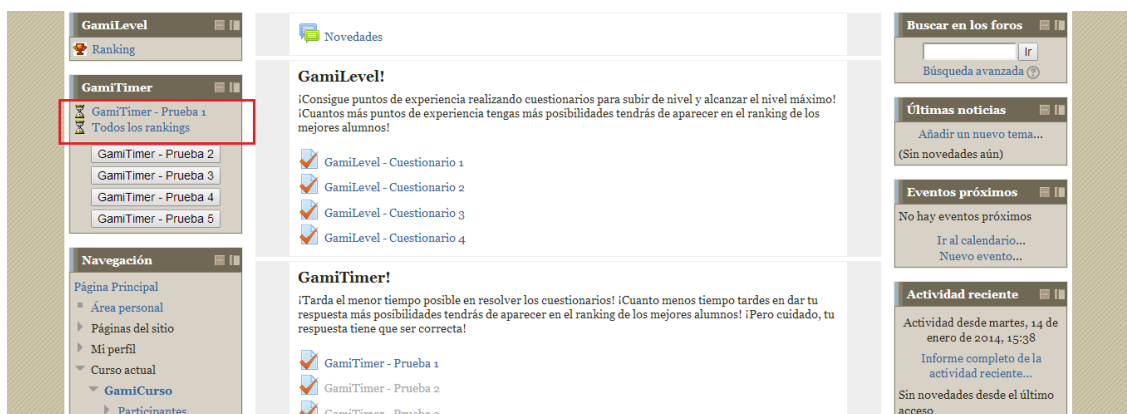 GamiLevel
Ranking
GamiTimer
GamiTimer - Prueba 1
Todos los rankings
GamiTimer - Prueba 2
GamiTimer - Prueba 3
GamiTimer - Prueba 4
GamiTimer - Prueba 5
Navegación
Página Principal
Área personal
Páginas del sitio
Mi perfil
Curso actual
GamiCurso
Participantes
Novedades
GamiLevel!
¡Consigue puntos de experiencia realizando cuestionarios para subir de nivel y alcanzar el nivel máximo!
¡Cuantos más puntos de experiencia tengas más posibilidades tendrás de aparecer en el ranking de los
mejores alumnos!
GamiLevel - Cuestionario 1
GamiLevel - Cuestionario 2
GamiLevel - Cuestionario 3
GamiLevel - Cuestionario 4
GamiTimer!
¡Tarda el menor tiempo posible en resolver los cuestionarios! ¡Cuanto menos tiempo tardes en dar tu
respuesta más posibilidades tendrás de aparecer en el ranking de los mejores alumnos! ¡Pero cuidado, tu
respuesta tiene que ser correcta!
GamiTimer - Prueba 1
GamiTimer - Prueba 2
GamiTimer - Prueba 3
Buscar en los foros
Ir
Búsqueda avanzada
Últimas noticias
Añadir un nuevo tema...
(Sin novedades aún)
Eventos próximos
No hay eventos próximos
Ir al calendario...
Nuevo evento...
Actividad reciente
Actividad desde martes, 14 de
enero de 2014, 15:38
Informe completo de la
actividad reciente...
Sin novedades desde el último
acceso